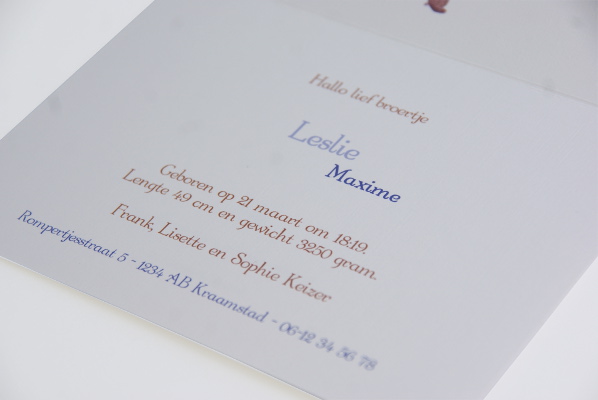 Hallo lief broertje
Leslie
Maxime
Geboren op 21 maart om 18:19.
Lengte 49 cm en gewicht 3250 gram.
Frank, Lisette en Sophie Keizer
Rompertjesstraat 5 - 1234 AB Kraamstad - 06-12 34 56 78